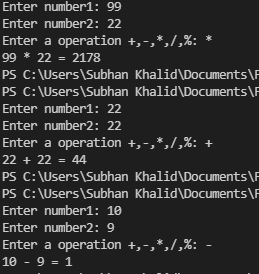 Enter number1: 99
Enter number2: 22
Enter a operation +,-,*,/,%: *
99 * 22 = 2178
PS C:\Users\Subhan Khalid\Documents\
PS C:\Users\Subhan Khalid\Documents\
Enter number1: 22
Enter number2: 22
Enter a operation +,-,*,/,%: +
22 + 22 = 44
PS C:\Users\Subhan Khalid\Documents\
PS C:\Users\Subhan Khalid\Documents\
Enter number1: 10
Enter number2: 9
Enter a operation +,-,*,/,%: -
10 - 9 = 1